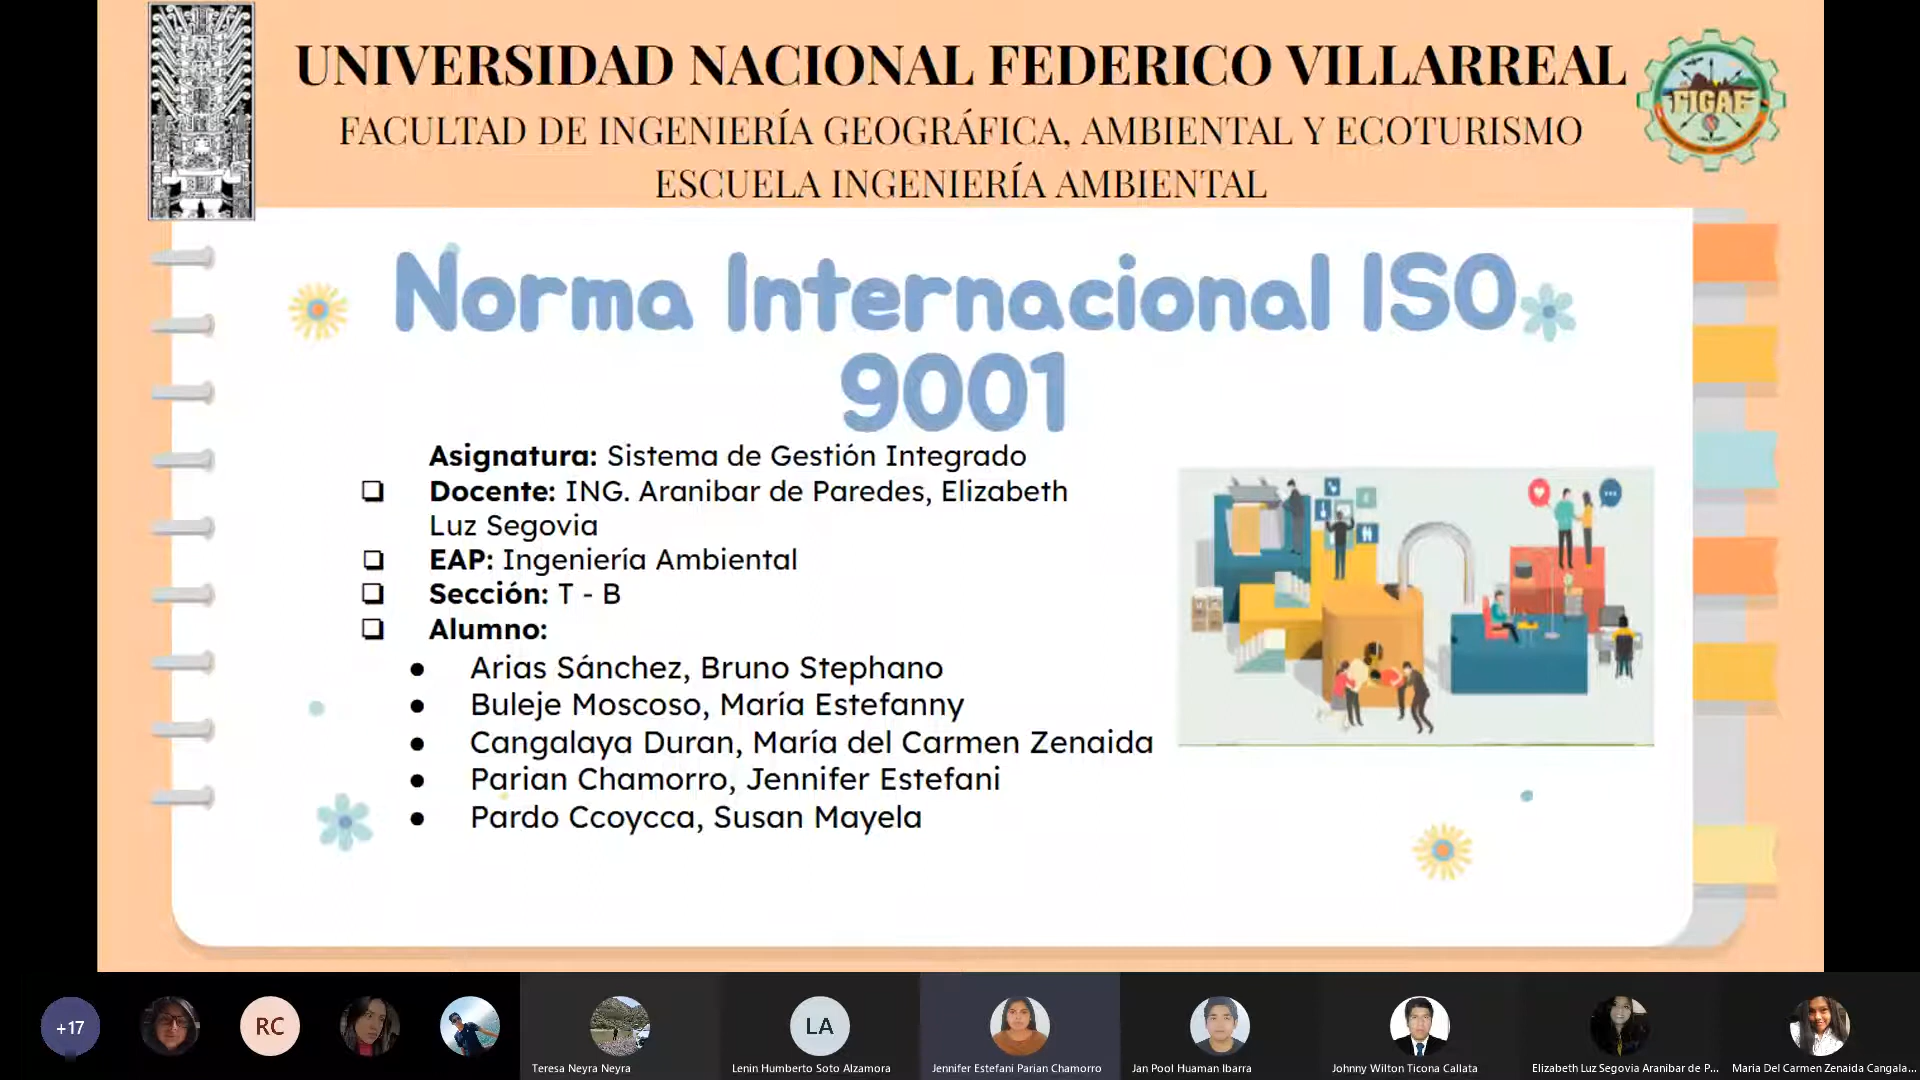 UNIVERSIDAD NACIONAL FEDERICO VILLARREAL
FACULTAD DE INGENIERÍA GEOGRÁFICA, AMBIENTAL Y ECOTURISMO
ESCUELA INGENIERÍA AMBIENTAL
FIGAE
Norma Internacional ISO
9001
Asignatura: Sistema de Gestión Integrado
Docente: ING. Aranibar de Paredes, Elizabeth
Luz Segovia
EAP: Ingeniería Ambiental
Sección: T - B
Alumno:
Arias Sánchez, Bruno Stephano
Buleje Moscoso, María Estefanny
Cangalaya Duran, María del Carmen Zenaida
Parian Chamorro, Jennifer Estefani
Pardo Ccoycca, Susan Mayela
+17
RC
LA
Teresa Neyra Neyra
Lenin Humberto Soto Alzamora
Jennifer Estefani Parian Chamorro
Jan Pool Huaman Ibarra
Johnny Wilton Ticona Callata
Elizabeth Luz Segovia Aranibar de P...
Maria Del Carmen Zenaida Cangala...